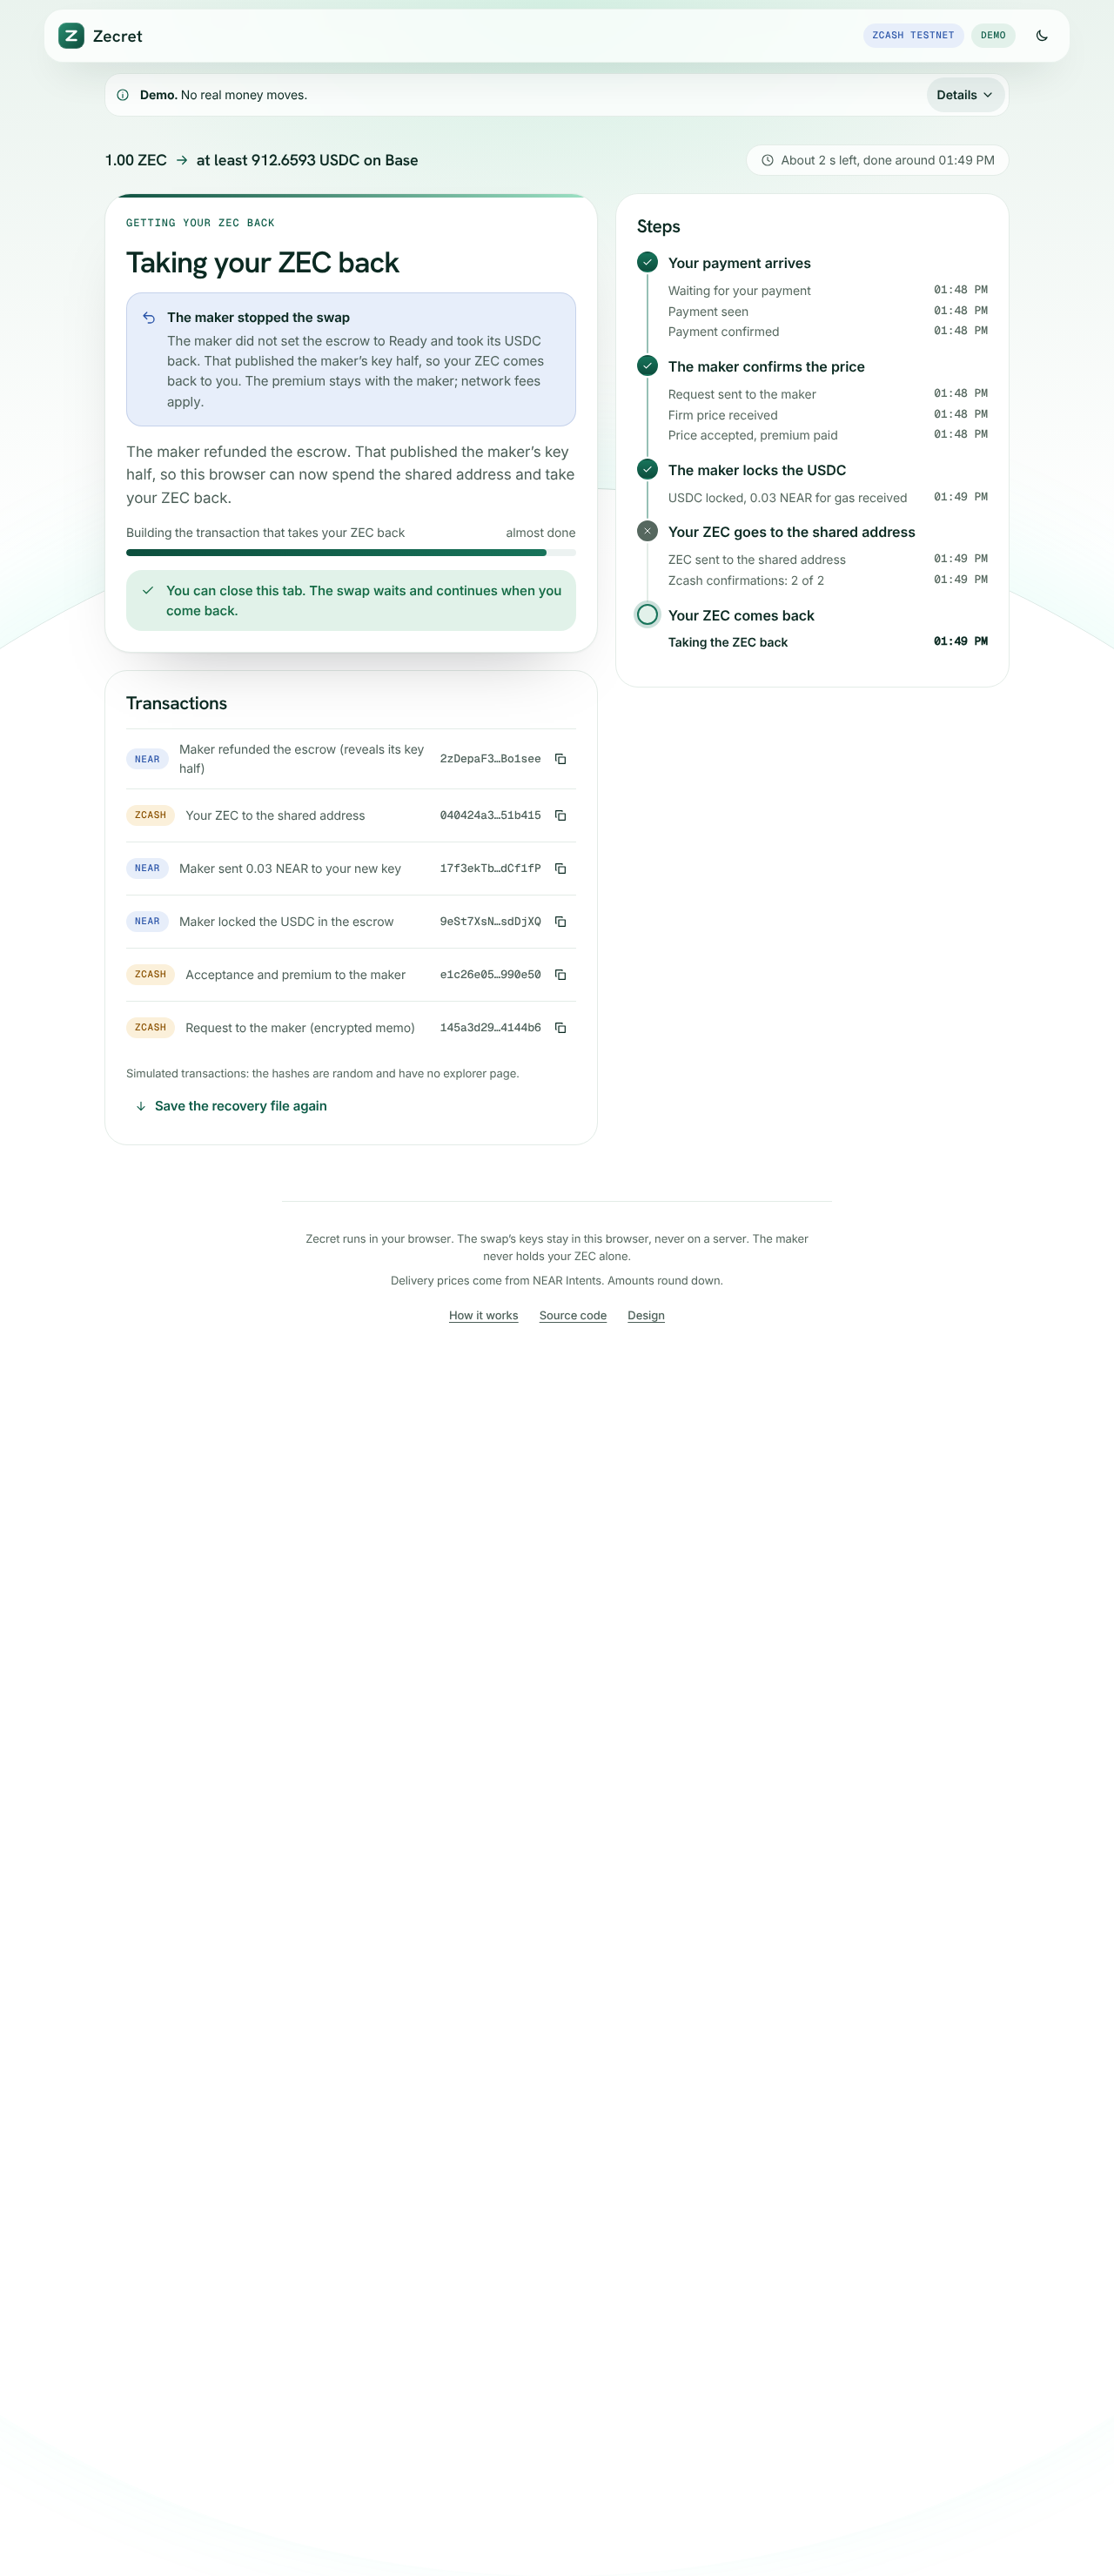 Zecret
ZCASH TESTNET
DEMO
Demo. No real money moves.
Details
1.00 ZEC → at least 912.6593 USDC on Base
About 2 s left, done around 01:49 PM
GETTING YOUR ZEC BACK
Taking your ZEC back
The maker stopped the swap
The maker did not set the escrow to Ready and took its USDC
back. That published the maker's key half, so your ZEC comes
back to you. The premium stays with the maker; network fees
apply.
The maker refunded the escrow. That published the maker's key
half, so this browser can now spend the shared address and take
your ZEC back.
Building the transaction that takes your ZEC back
almost done
You can close this tab. The swap waits and continues when you
come back.
Steps
Your payment arrives
Waiting for your payment 01:48 PM
Payment seen 01:48 PM
Payment confirmed 01:48 PM
The maker confirms the price
Request sent to the maker 01:48 PM
Firm price received 01:48 PM
Price accepted, premium paid 01:48 PM
The maker locks the USDC
USDC locked, 0.03 NEAR for gas received 01:49 PM
Your ZEC goes to the shared address
ZEC sent to the shared address 01:49 PM
Zcash confirmations: 2 of 2 01:49 PM
Your ZEC comes back
Taking the ZEC back 01:49 PM
Transactions
NEAR Maker refunded the escrow (reveals its key
half) 2zDepaF3…Bo1see
ZCASH Your ZEC to the shared address 040424a3…51b415
NEAR Maker sent 0.03 NEAR to your new key 17f3ekTb…dCf1fP
NEAR Maker locked the USDC in the escrow 9eSt7XsN…sdDjXQ
ZCASH Acceptance and premium to the maker e1c26e05…990e50
ZCASH Request to the maker (encrypted memo) 145a3d29…4144b6
Simulated transactions: the hashes are random and have no explorer page.
Save the recovery file again
Zecret runs in your browser. The swap's keys stay in this browser, never on a server. The maker
never holds your ZEC alone.
Delivery prices come from NEAR Intents. Amounts round down.
How it works Source code Design